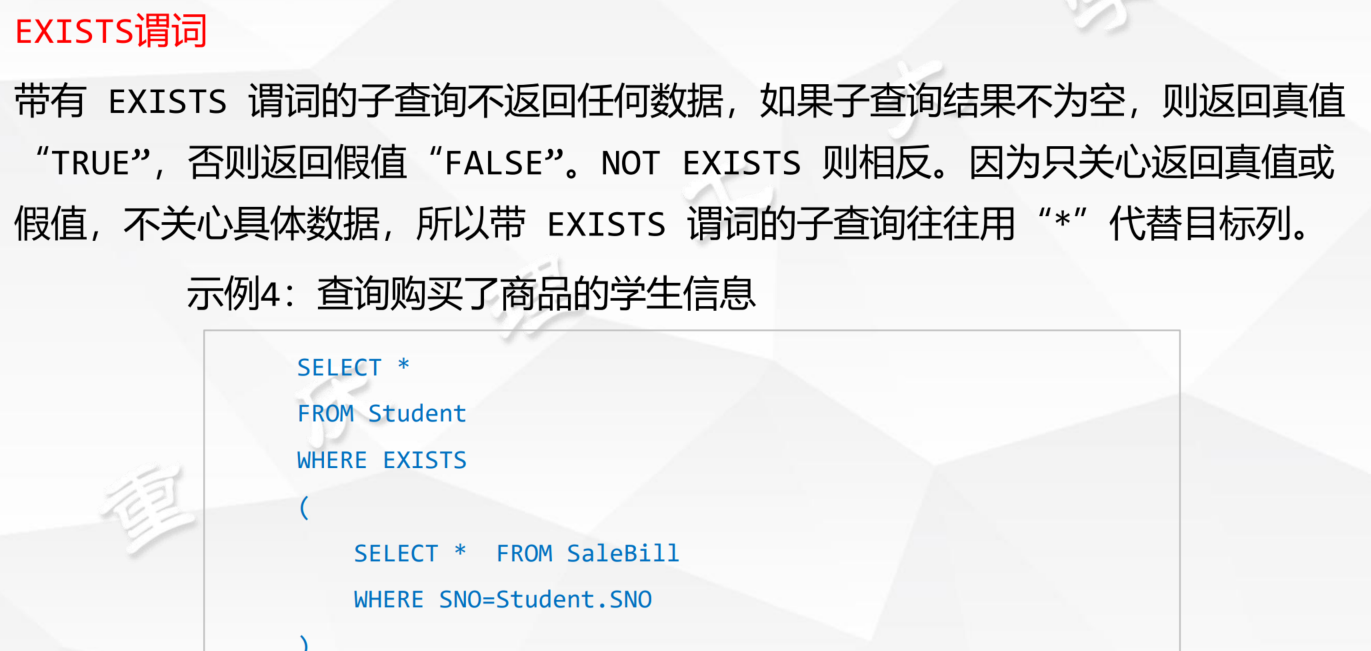 EXISTS谓词
带有 EXISTS 谓词的子查询不返回任何数据，如果子查询结果不为空，则返回真值
“TRUE”，否则返回假值“FALSE”。NOT EXISTS 则相反。因为只关心返回真值或
假值，不关心具体数据，所以带 EXISTS 谓词的子查询往往用“*”代替目标列。
示例4：查询购买了商品的学生信息
SELECT *
FROM Student
WHERE EXISTS
(
SELECT *  FROM SaleBill
WHERE SNO=Student.SNO
)
重庆理工大学